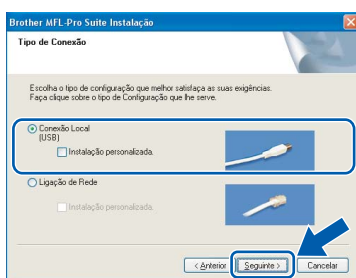 Brother MFL-Pro Suite Instalação
Tipo de Conexão
Escolha o tipo de configuração que melhor satisfaça as suas exigências.
Faça clique sobre o tipo de Configuração que lhe serve.
Conexão Local
(USB)
Instalação personalizada.
Ligação de Rede
Instalação personalizada.
< Anterior
Seguinte >
Cancelar